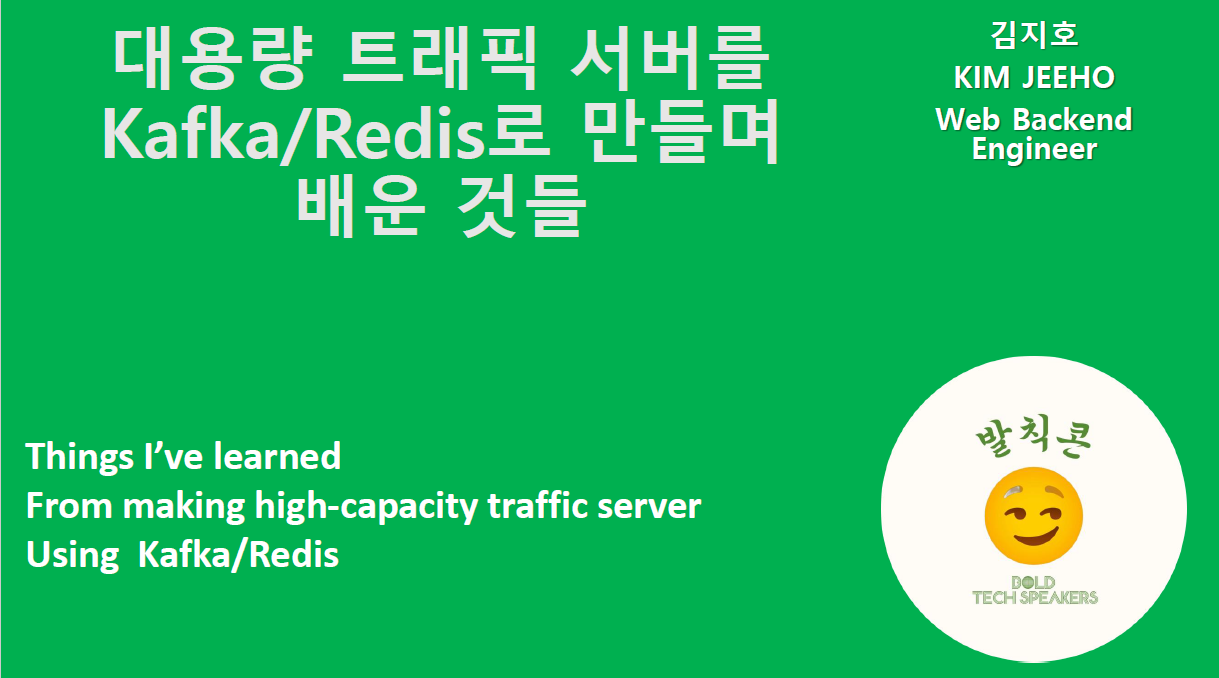 대용량 트래픽 서버를
Kafka/Redis로 만들며
배운 것들
김지호
KIM JEEHO
Web Backend
Engineer
Things I’ve learned
From making high-capacity traffic server
Using  Kafka/Redis
발칙콘
BOLD
TECH SPEAKERS